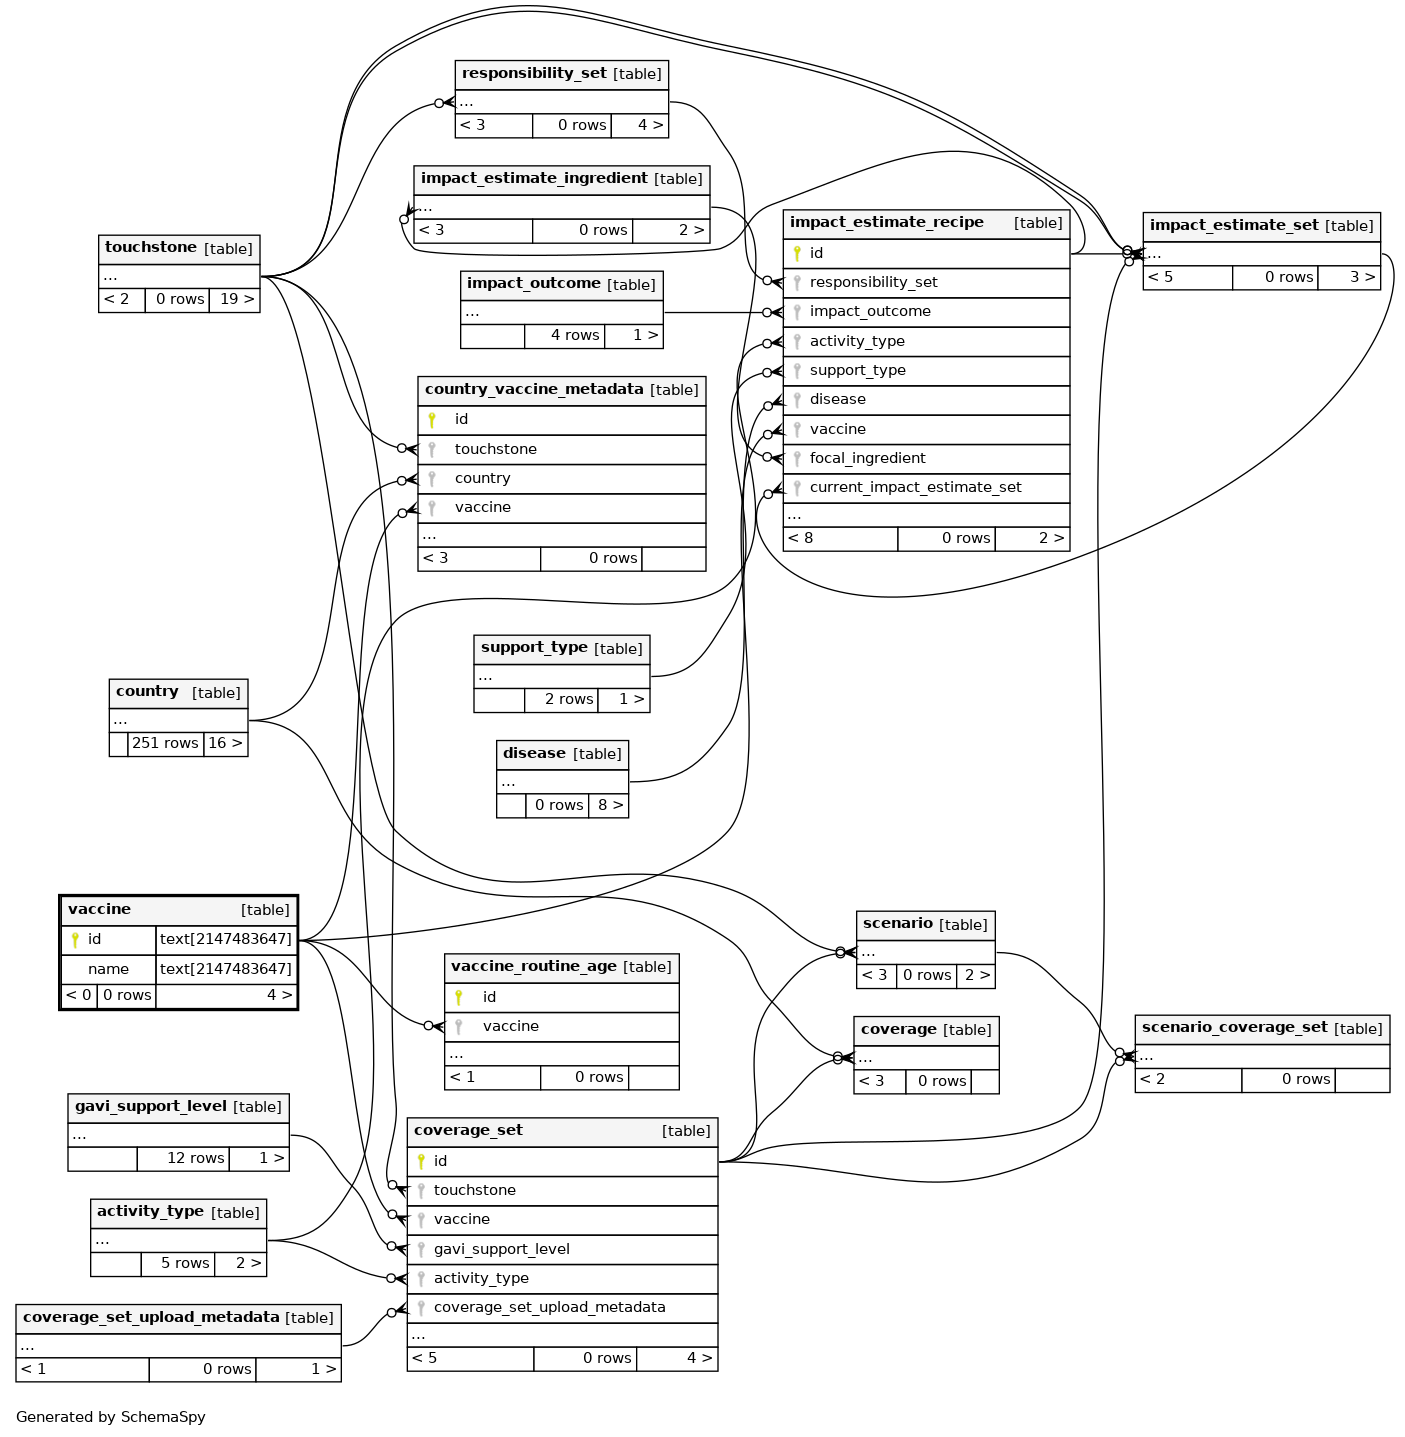 responsibility_set [table]
...
< 3 0 rows 4 >
impact_estimate_ingredient [table]
...
< 3 0 rows 2 >
impact_estimate_recipe [table]
id
responsibility_set
impact_outcome
activity_type
support_type
disease
vaccine
focal_ingredient
current_impact_estimate_set
...
< 8 0 rows 2 >
impact_estimate_set [table]
...
< 5 0 rows 3 >
touchstone [table]
...
< 2 0 rows 19 >
impact_outcome [table]
...
4 rows 1 >
country_vaccine_metadata [table]
id
touchstone
country
vaccine
...
< 3 0 rows
support_type [table]
...
2 rows 1 >
country [table]
...
251 rows 16 >
disease [table]
...
0 rows 8 >
vaccine [table]
id text[2147483647]
name text[2147483647]
< 0 0 rows 4 >
scenario [table]
...
< 3 0 rows 2 >
vaccine_routine_age [table]
id
vaccine
...
< 1 0 rows
coverage [table]
...
< 3 0 rows
scenario_coverage_set [table]
...
< 2 0 rows
gavi_support_level [table]
...
12 rows 1 >
coverage_set [table]
id
touchstone
vaccine
gavi_support_level
activity_type
coverage_set_upload_metadata
...
< 5 0 rows 4 >
activity_type [table]
...
5 rows 2 >
coverage_set_upload_metadata [table]
...
< 1 0 rows 1 >
Generated by SchemaSpy